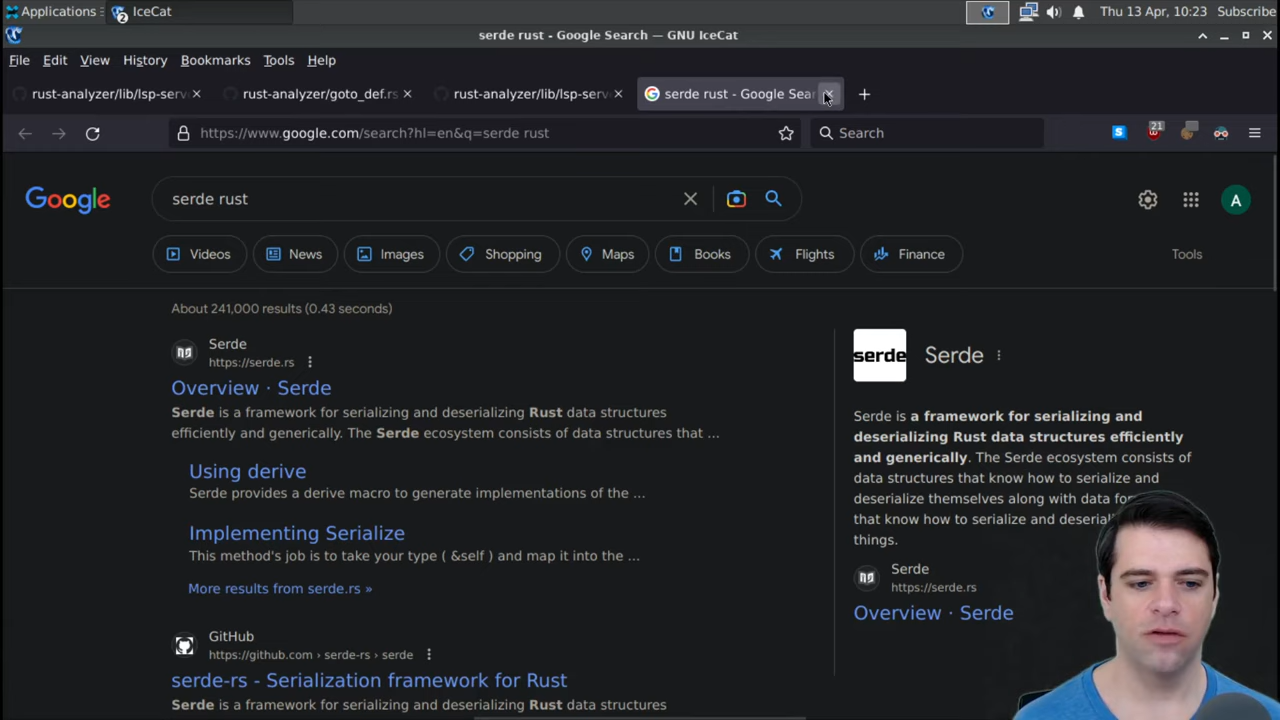 Applications
2
IceCat
Thu 13 Apr, 10:23
Subscribe
serde rust - Google Search — GNU IceCat
File
Edit
View
History
Bookmarks
Tools
Help
rust-analyzer/lib/lsp-serv
rust-analyzer/goto_def.rs
rust-analyzer/lib/lsp-serv
serde rust - Google Sear
https://www.google.com/search?hl=en&q=serde rust
Search
S
21
Google
serde rust
A
Videos
News
Images
Shopping
Maps
Books
Flights
Finance
Tools
About 241,000 results (0.43 seconds)
Serde
https://serde.rs
Overview · Serde
Serde is a framework for serializing and deserializing Rust data structures
efficiently and generically. The Serde ecosystem consists of data structures that ...
Using derive
Serde provides a derive macro to generate implementations of the ...
Implementing Serialize
This method's job is to take your type ( &self ) and map it into the ...
More results from serde.rs »
GitHub
https://github.com › serde-rs › serde
serde-rs - Serialization framework for Rust
Serde is a framework for serializing and deserializing Rust data structures
serde
Serde
Serde is a framework for serializing and
deserializing Rust data structures efficiently
and generically. The Serde ecosystem consists of
data structures that know how to serialize and
deserialize themselves along with data
that know how to serialize and
things.
Serde
https://serde.rs
Overview · Serde